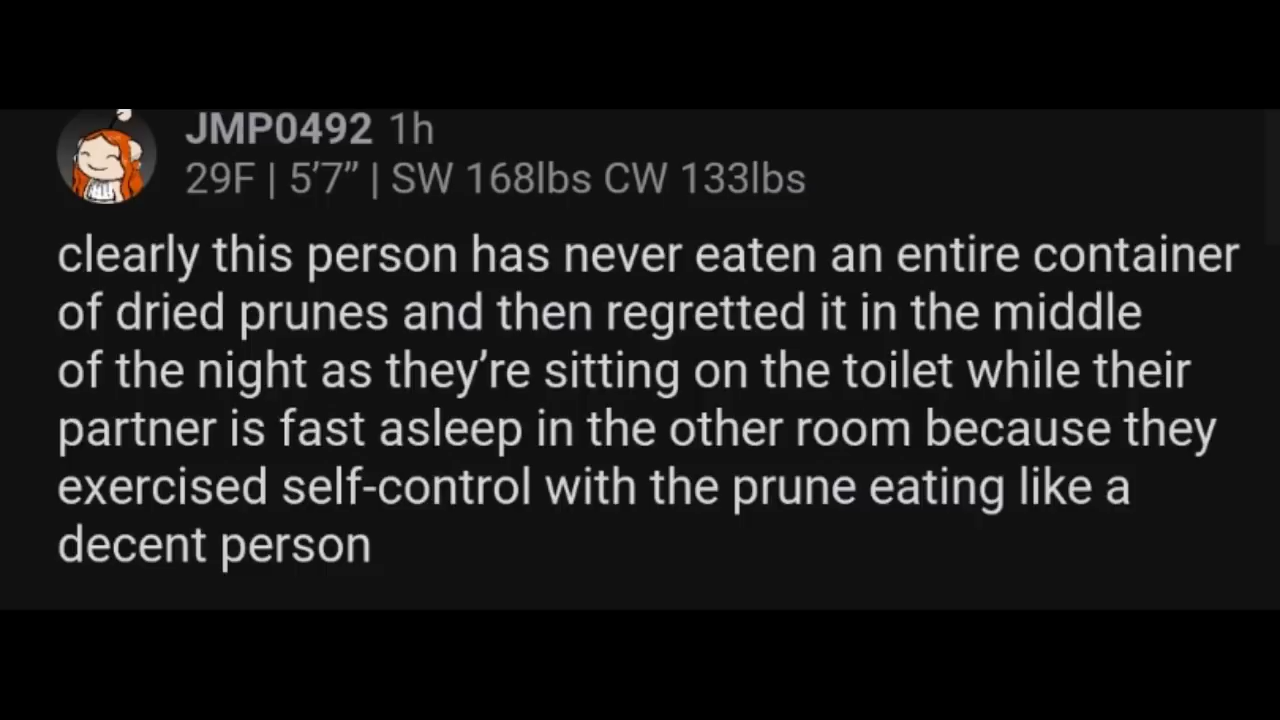 JMP0492 1h
29F | 5’7” | SW 168lbs CW 133lbs
clearly this person has never eaten an entire container
of dried prunes and then regretted it in the middle
of the night as they’re sitting on the toilet while their
partner is fast asleep in the other room because they
exercised self-control with the prune eating like a
decent person